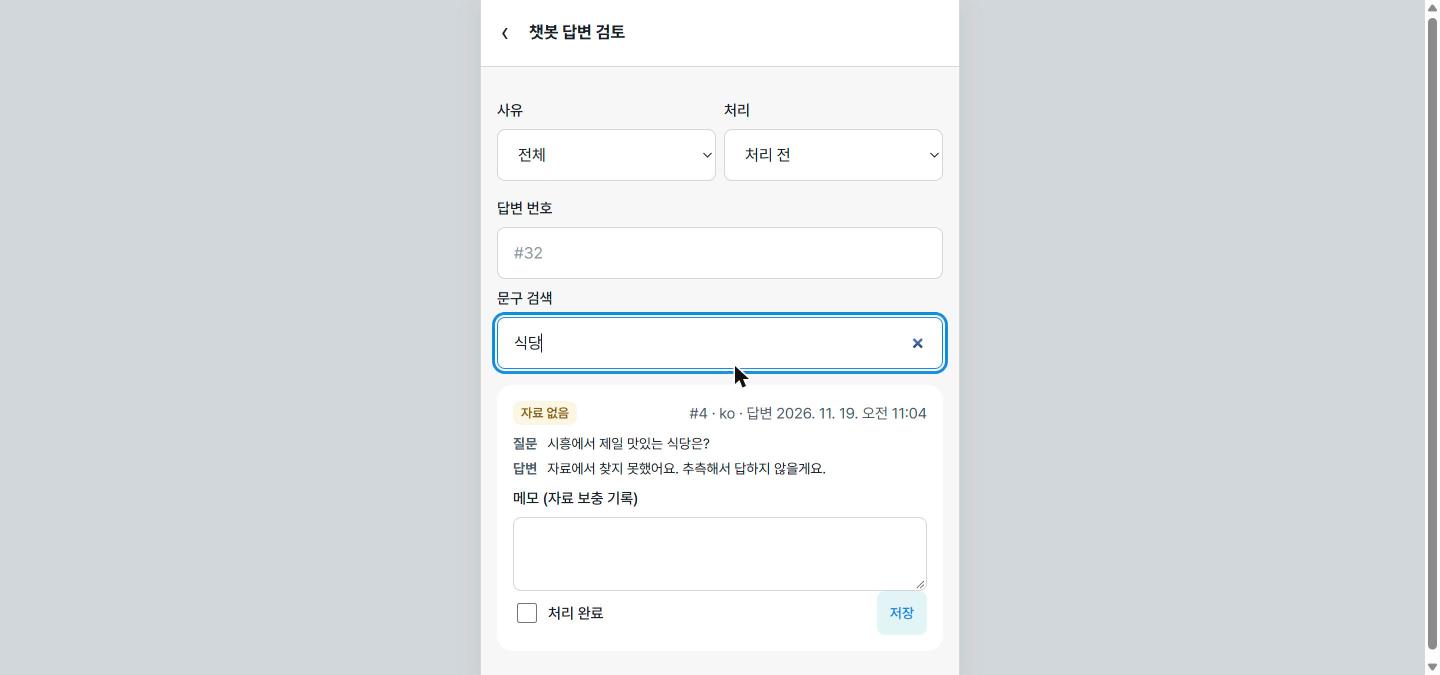 챗봇 답변 검토
사유
처리
전체
처리 전
답변 번호
#32
문구 검색
식당
자료 없음
#4 · ko · 답변 2026. 11. 19. 오전 11:04
질문 시흥에서 제일 맛있는 식당은?
답변 자료에서 찾지 못했어요. 추측해서 답하지 않을게요.
메모 (자료 보충 기록)
처리 완료
저장